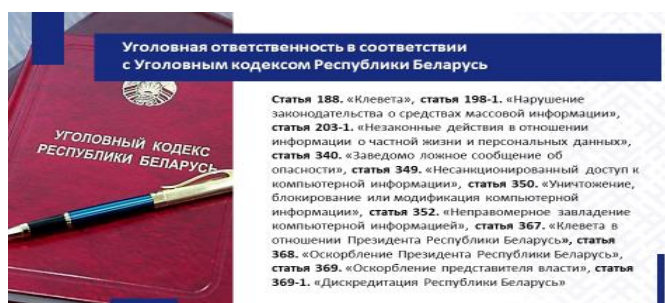 Уголовная ответственность в соответствии
с Уголовным кодексом Республики Беларусь
УГОЛОВНЫЙ КОДЕКС
РЕСПУБЛИКИ БЕЛАРУСЬ
Статья 188. «Клевета», статья 198-1. «Нарушение
законодательства о средствах массовой информации»,
статья 203-1. «Незаконные действия в отношении
информации о частной жизни и персональных данных»,
статья 340. «Заведомо ложное сообщение об
опасности», статья 349. «Несанкционированный доступ к
компьютерной информации», статья 350. «Уничтожение,
блокирование или модификация компьютерной
информации», статья 352. «Неправомерное завладение
компьютерной информацией», статья 367. «Клевета в
отношении Президента Республики Беларусь», статья
368. «Оскорбление Президента Республики Беларусь»,
статья 369. «Оскорбление представителя власти», статья
369-1. «Дискредитация Республики Беларусь»